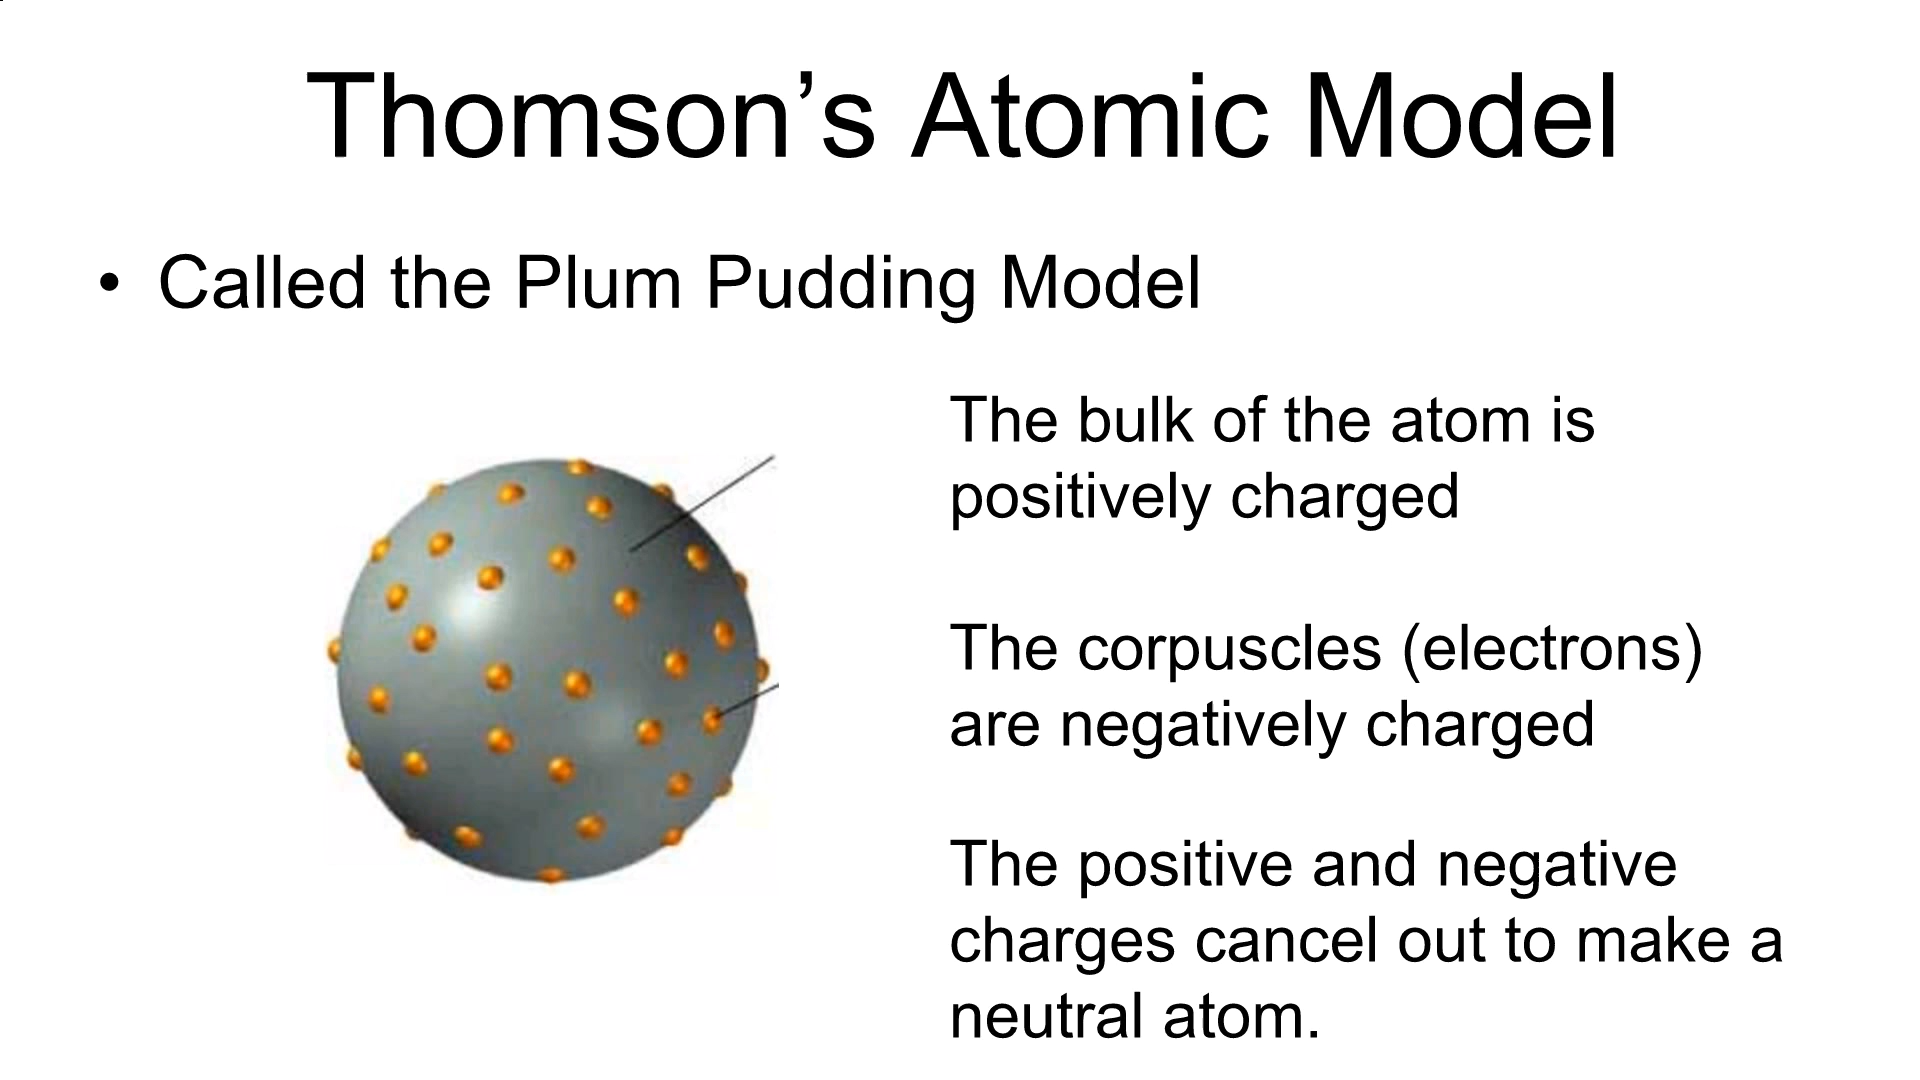 Thomson’s Atomic Model
• Called the Plum Pudding Model
The bulk of the atom is
positively charged
The corpuscles (electrons)
are negatively charged
The positive and negative
charges cancel out to make a
neutral atom.